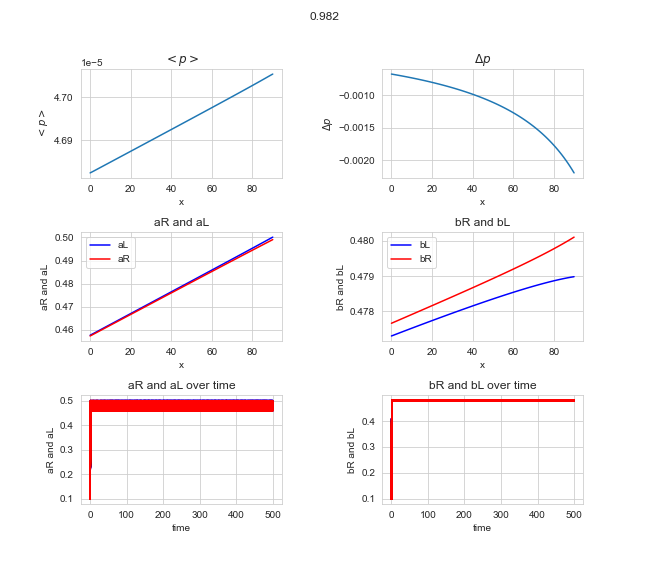 0.982
< p >
1e−5
4.70
4.69
< p >
0 20 40 60 80
x
Δp
−0.0010
−0.0015
−0.0020
Δp
0 20 40 60 80
x
aR and aL
0.50
0.49
0.48
0.47
0.46
aR and aL
aL
aR
0 20 40 60 80
x
bR and bL
0.480
0.479
0.478
bR and bL
bL
bR
0 20 40 60 80
x
aR and aL over time
0.5
0.4
0.3
0.2
0.1
aR and aL
0 100 200 300 400 500
time
bR and bL over time
0.4
0.3
0.2
0.1
bR and bL
0 100 200 300 400 500
time